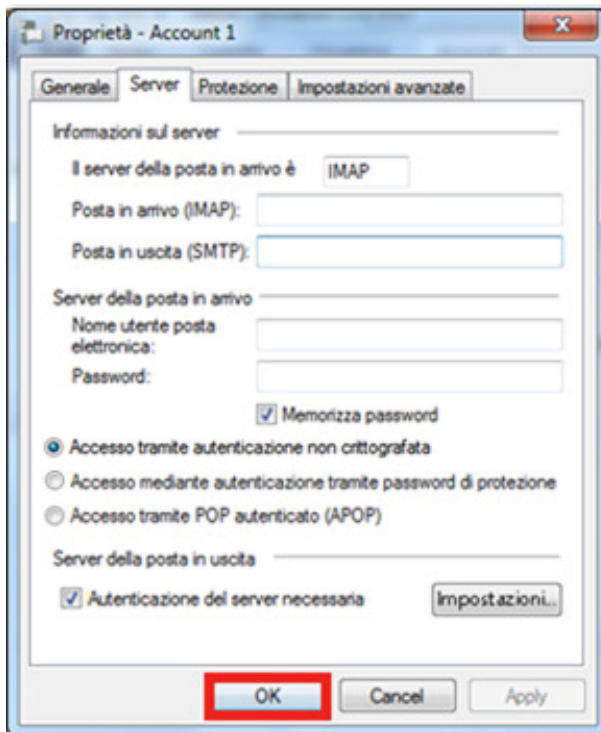 Proprietà - Account 1
Generale Server Protezione Impostazioni avanzate
Informazioni sul server
Il server della posta in arrivo è IMAP
Posta in arrivo (IMAP):
Posta in uscita (SMTP):
Server della posta in arrivo
Nome utente posta
elettronica:
Password:
Memorizza password
Accesso tramite autenticazione non crittografata
Accesso mediante autenticazione tramite password di protezione
Accesso tramite POP autenticato (APOP)
Server della posta in uscita
Autenticazione del server necessaria Impostazioni..
OK Cancel Apply